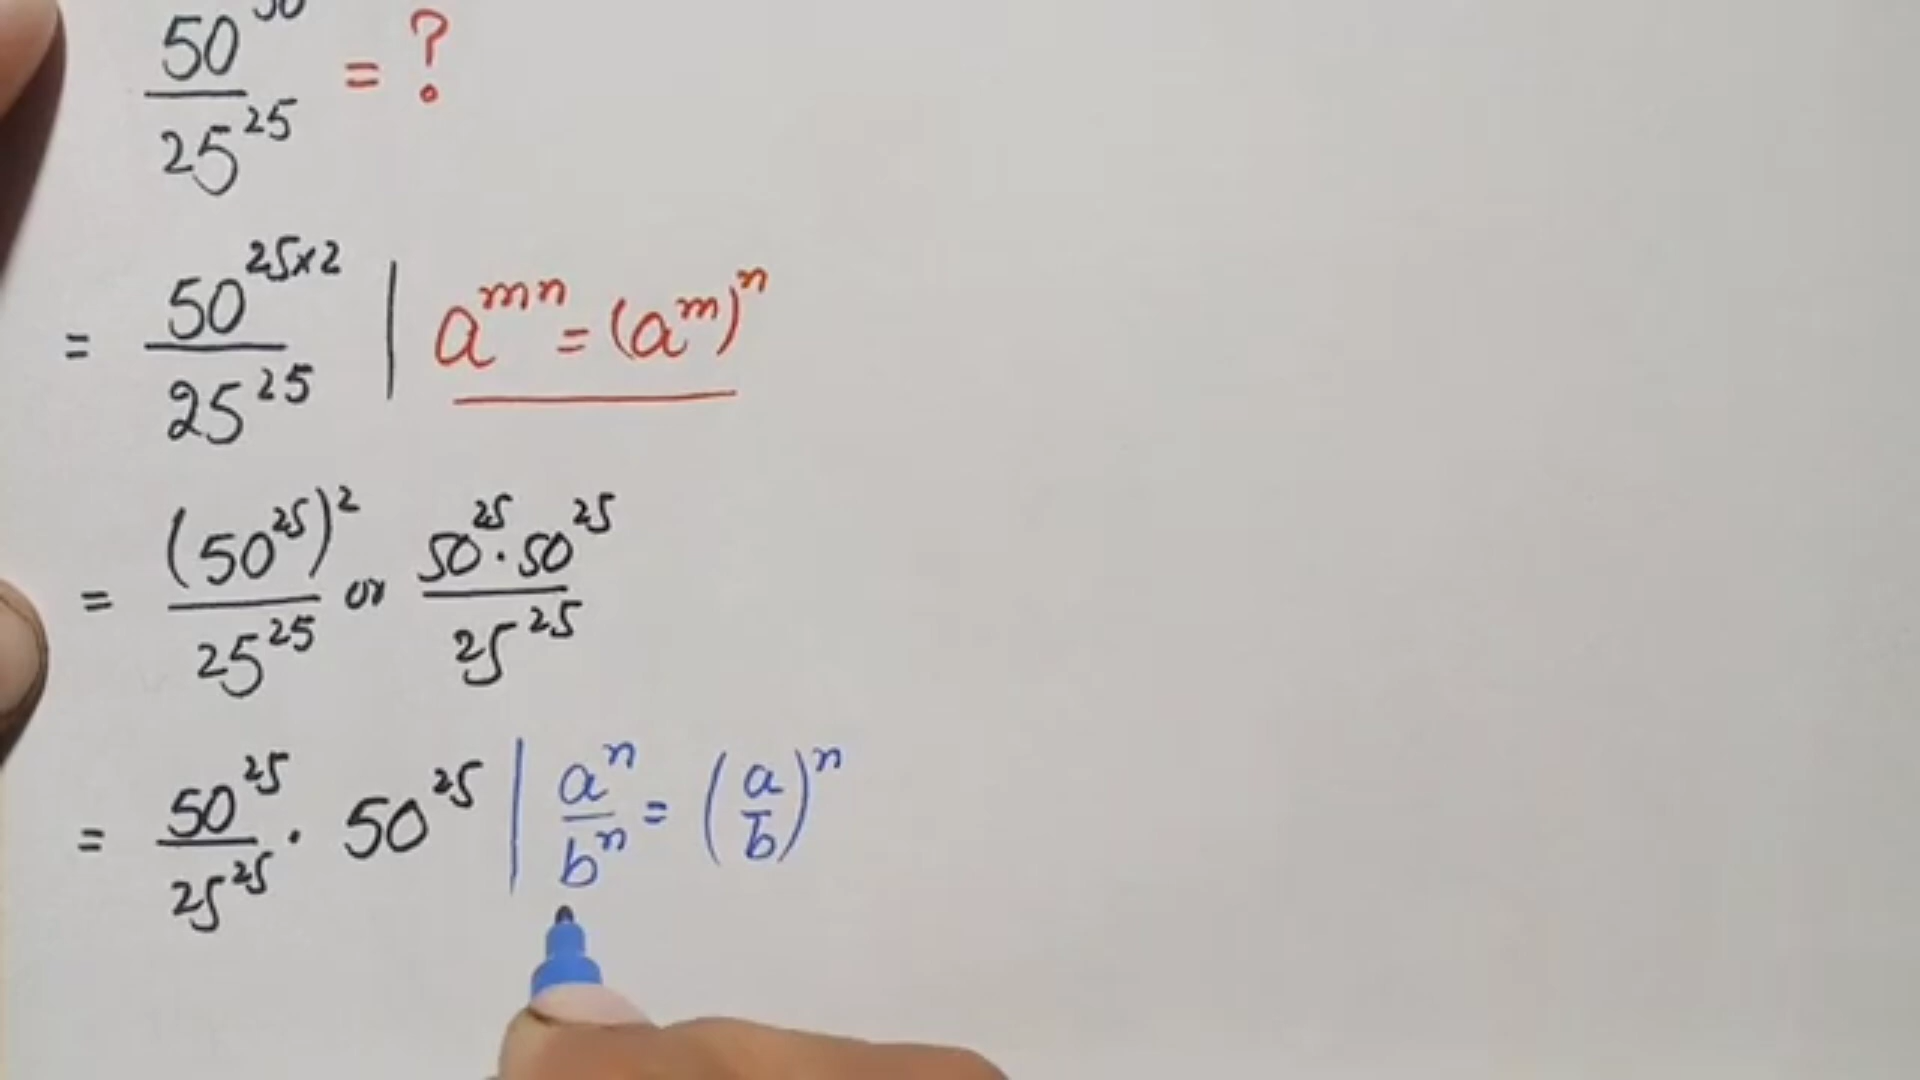 50^50 / 25^25 = ?
= 50^25×2 / 25^25 | a^mn = (a^m)^n
= (50^25)^2 / 25^25 or 50^25 · 50^25 / 25^25
= 50^25 / 25^25 · 50^25 | a^n / b^n = (a/b)^n